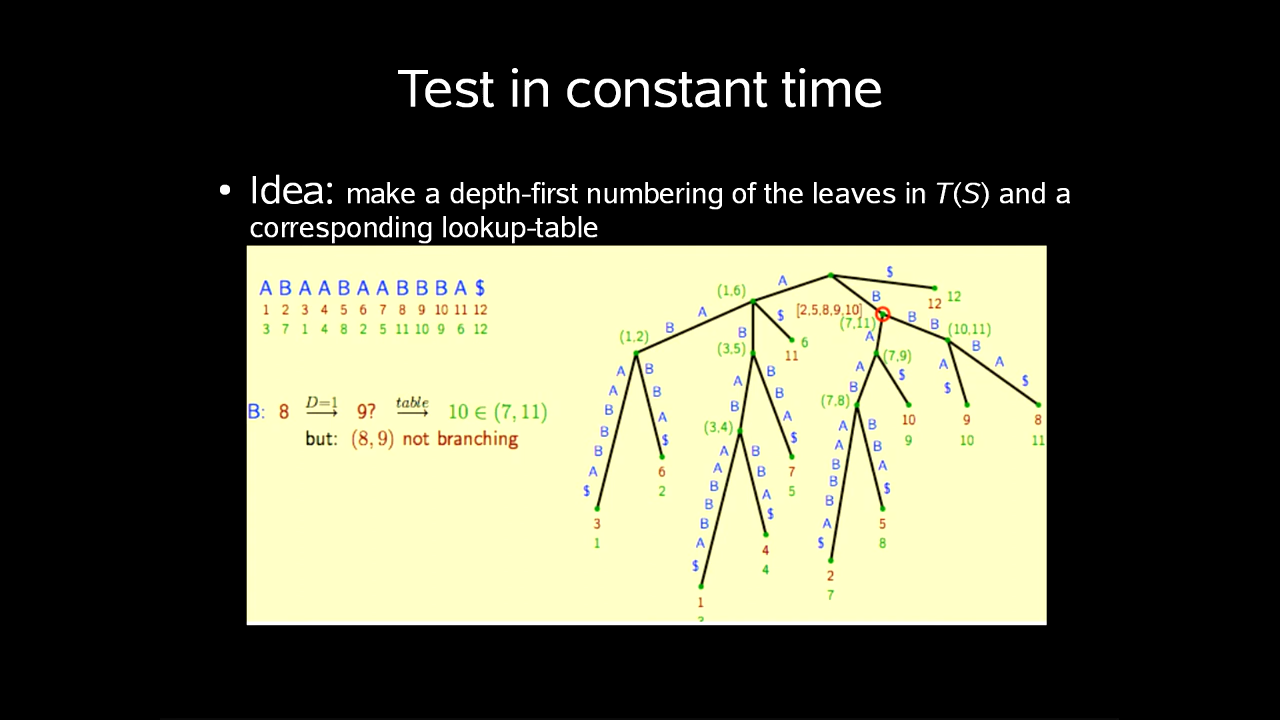 Test in constant time
• Idea: make a depth-first numbering of the leaves in T(S) and a
corresponding lookup-table
A B A A B A A B B B A $
1 2 3 4 5 6 7 8 9 10 11 12
3 7 1 4 8 2 5 11 10 9 6 12
B: 8 D=1 → 9? table → 10 ∈ (7, 11)
but: (8, 9) not branching
A $
(1,6) B 12 12
A $ [2,5,8,9,10] B
B (7,11) B (10,11)
(1,2) B (3,5) 6 A B
11 (7,9) A
A B A B A $ A $
A B B B B $
B A (7,8) 10 9 8
B $ (3,4) A 9 10 11
B 6 A B $ A B
A 2 A B 7 A B
$ B A 5 B A
3 B $ B $
1 B 4 B 5
A 4 A 8
$ $
1 2
7